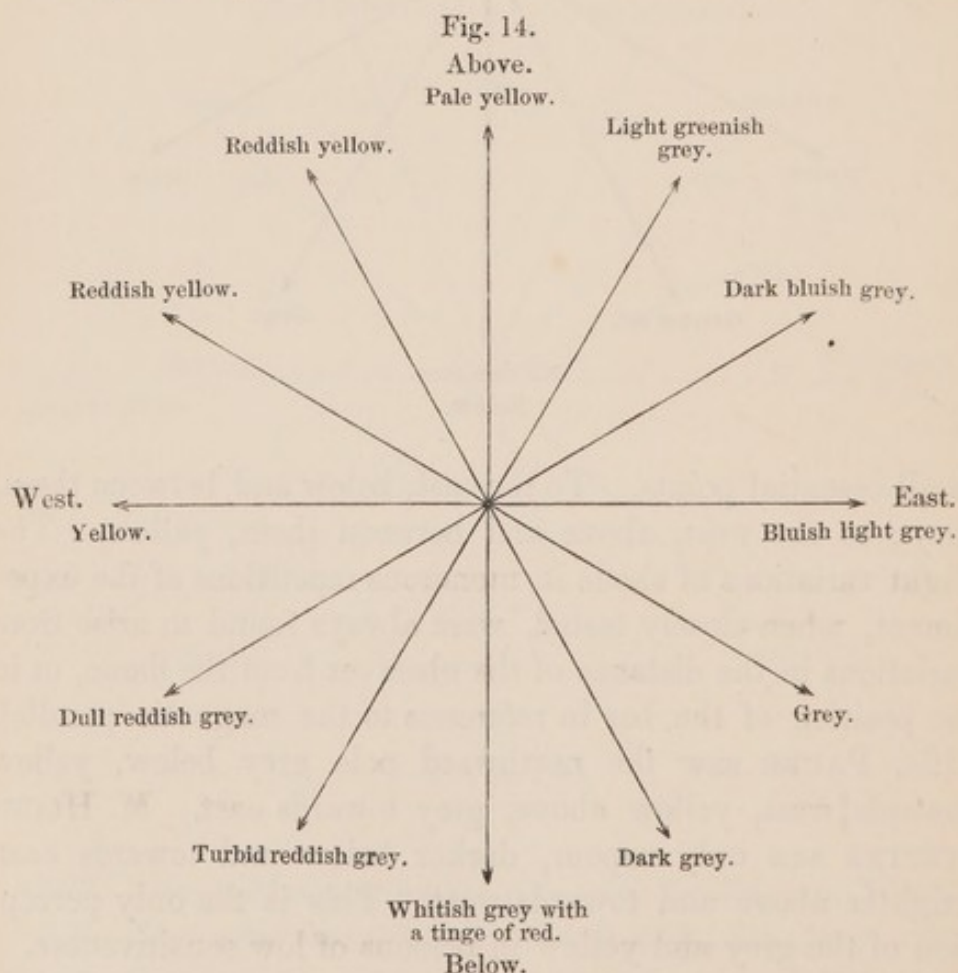 Fig. 14.
Above.
Pale yellow.
Light greenish
grey.
Reddish yellow.
Reddish yellow.
Dark bluish grey.
West.
East.
Yellow.
Bluish light grey.
Dull reddish grey.
Grey.
Turbid reddish grey.
Dark grey.
Whitish grey with
a tinge of red.
Below.